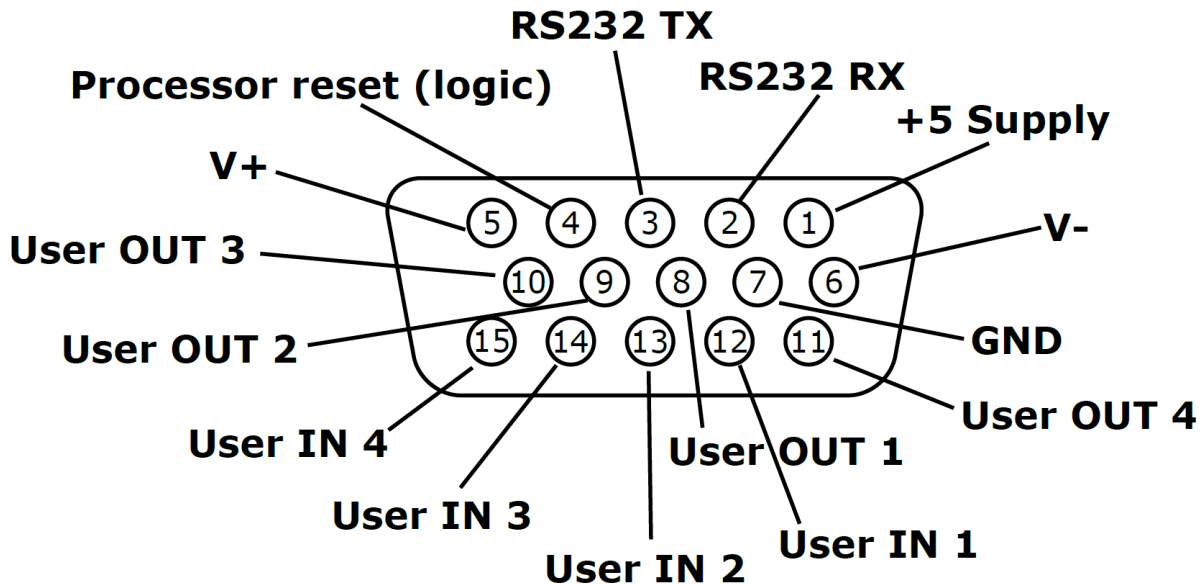 RS232 TX
RS232 RX
Processor reset (logic)
+5 Supply
V+
5 4 3 2 1
V-
User OUT 3
10 9 8 7 6
User OUT 2
15 14 13 12 11
GND
User OUT 4
User IN 4
User OUT 1
User IN 3
User IN 1
User IN 2